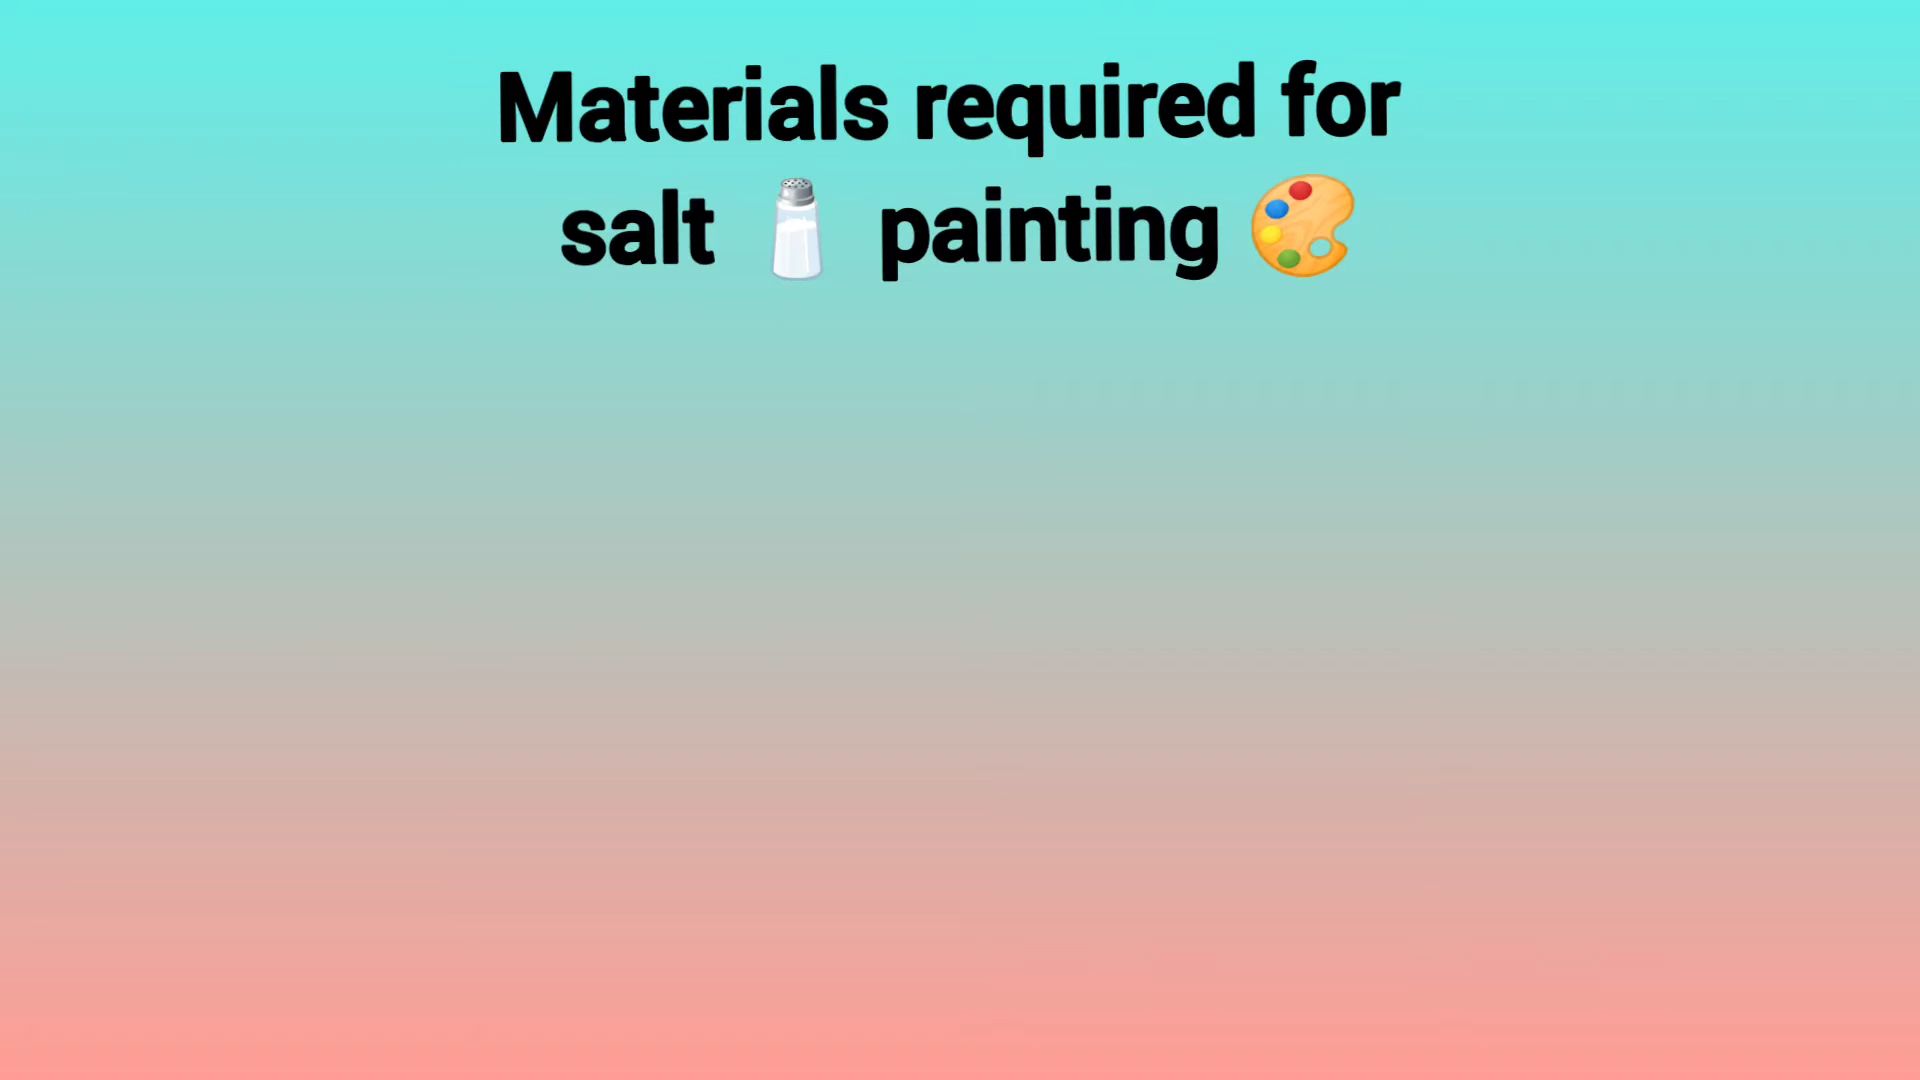 Materials required for
salt 🧂 painting 🎨